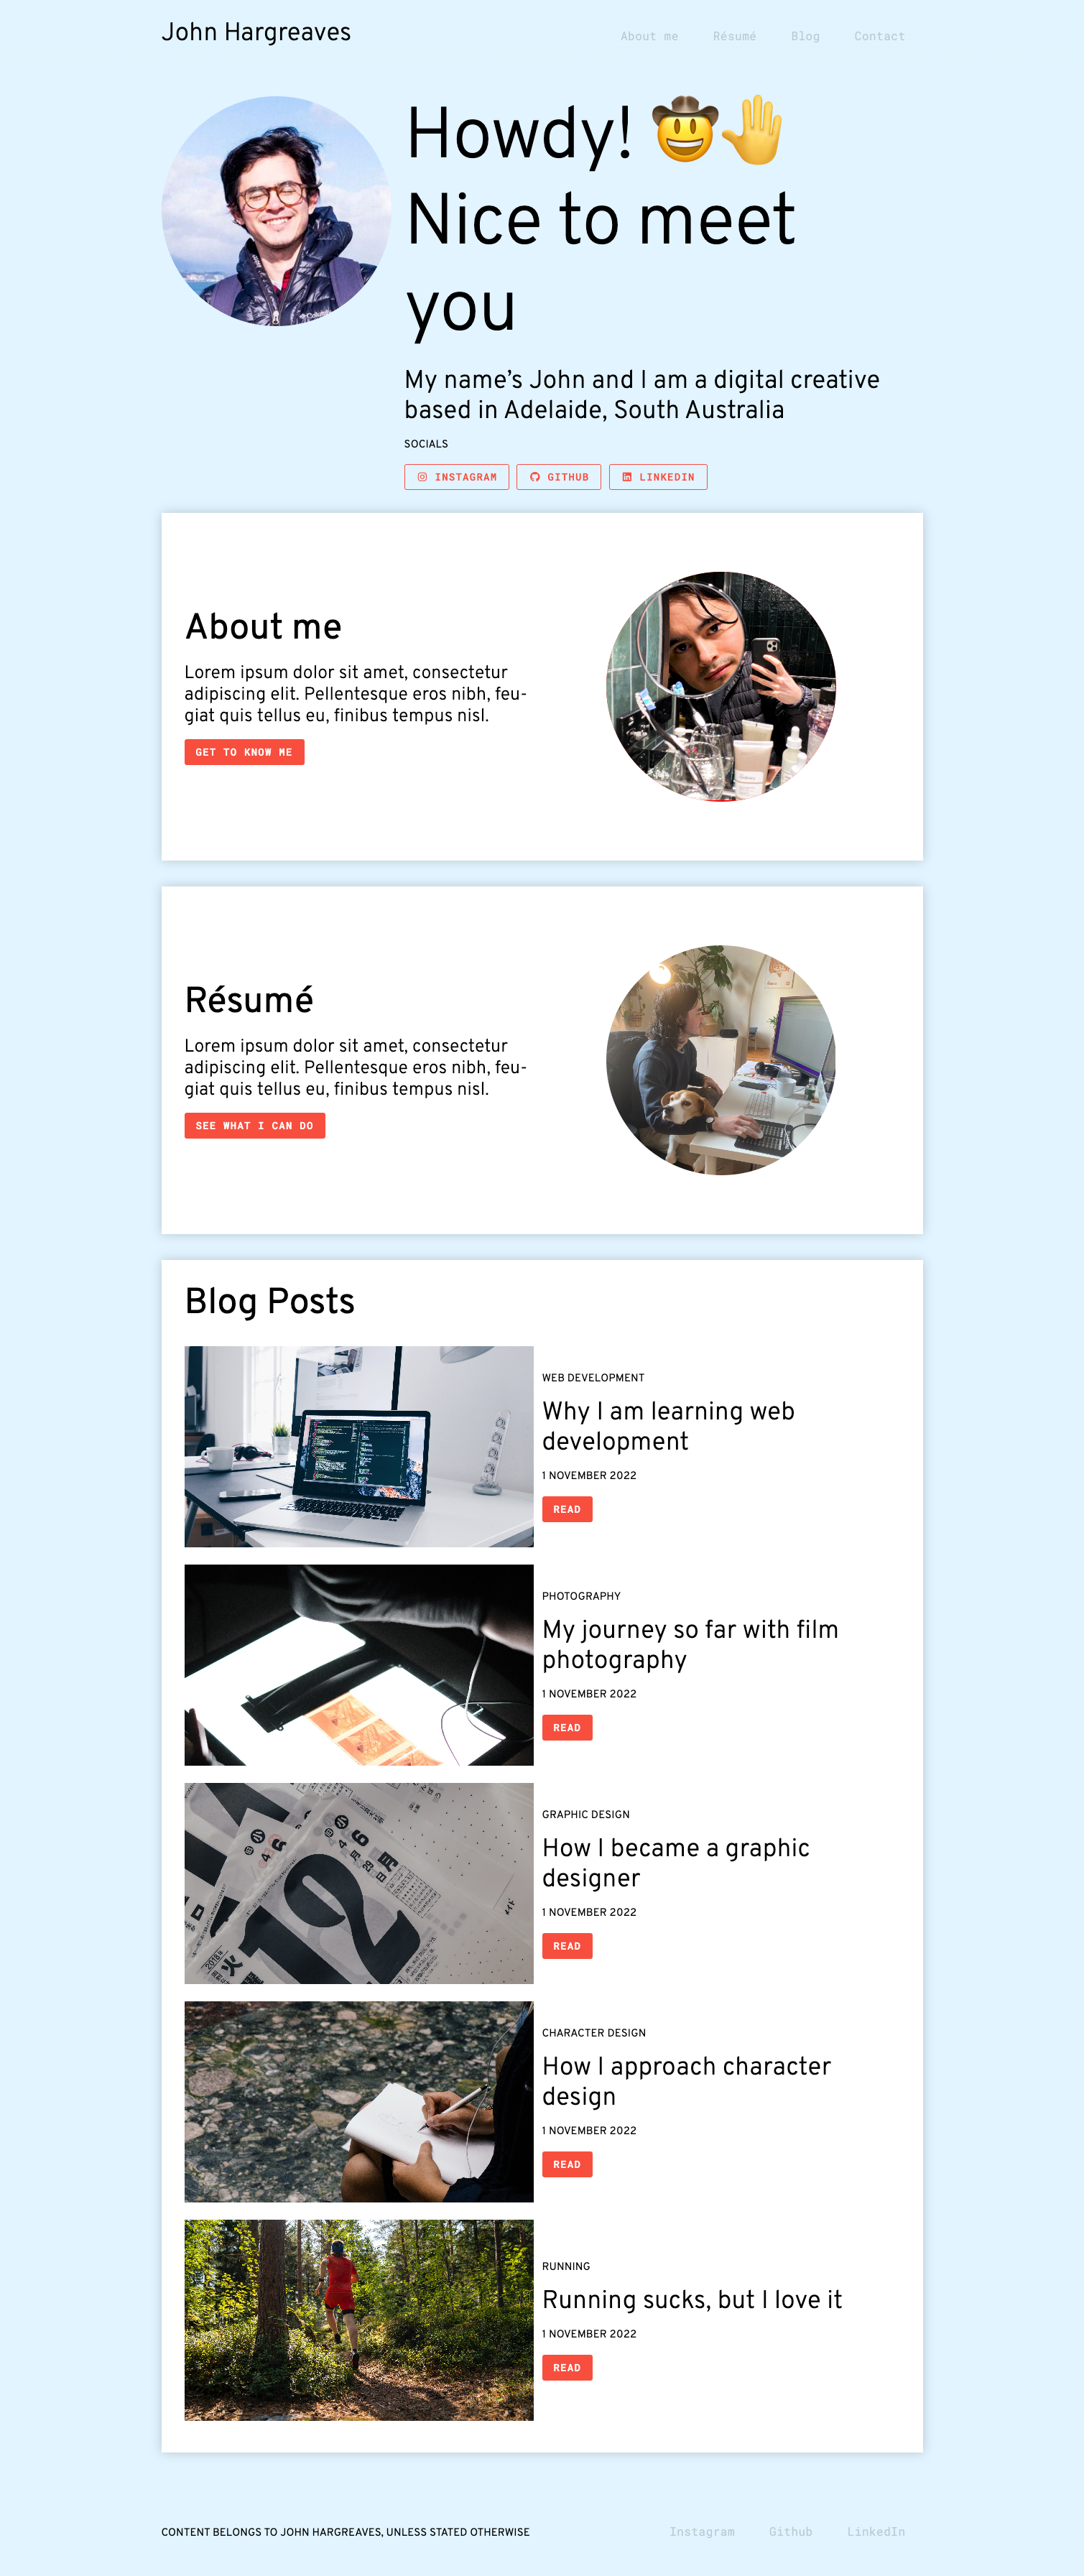 John Hargreaves
About me Résumé Blog Contact
Howdy! 🤠🤚
Nice to meet
you
My name’s John and I am a digital creative
based in Adelaide, South Australia
SOCIALS
INSTAGRAM GITHUB LINKEDIN
About me
Lorem ipsum dolor sit amet, consectetur
adipiscing elit. Pellentesque eros nibh, feu-
giat quis tellus eu, finibus tempus nisl.
GET TO KNOW ME
Résumé
Lorem ipsum dolor sit amet, consectetur
adipiscing elit. Pellentesque eros nibh, feu-
giat quis tellus eu, finibus tempus nisl.
SEE WHAT I CAN DO
Blog Posts
WEB DEVELOPMENT
Why I am learning web
development
1 NOVEMBER 2022
READ
PHOTOGRAPHY
My journey so far with film
photography
1 NOVEMBER 2022
READ
12
GRAPHIC DESIGN
How I became a graphic
designer
1 NOVEMBER 2022
READ
CHARACTER DESIGN
How I approach character
design
1 NOVEMBER 2022
READ
RUNNING
Running sucks, but I love it
1 NOVEMBER 2022
READ
CONTENT BELONGS TO JOHN HARGREAVES, UNLESS STATED OTHERWISE
Instagram Github LinkedIn